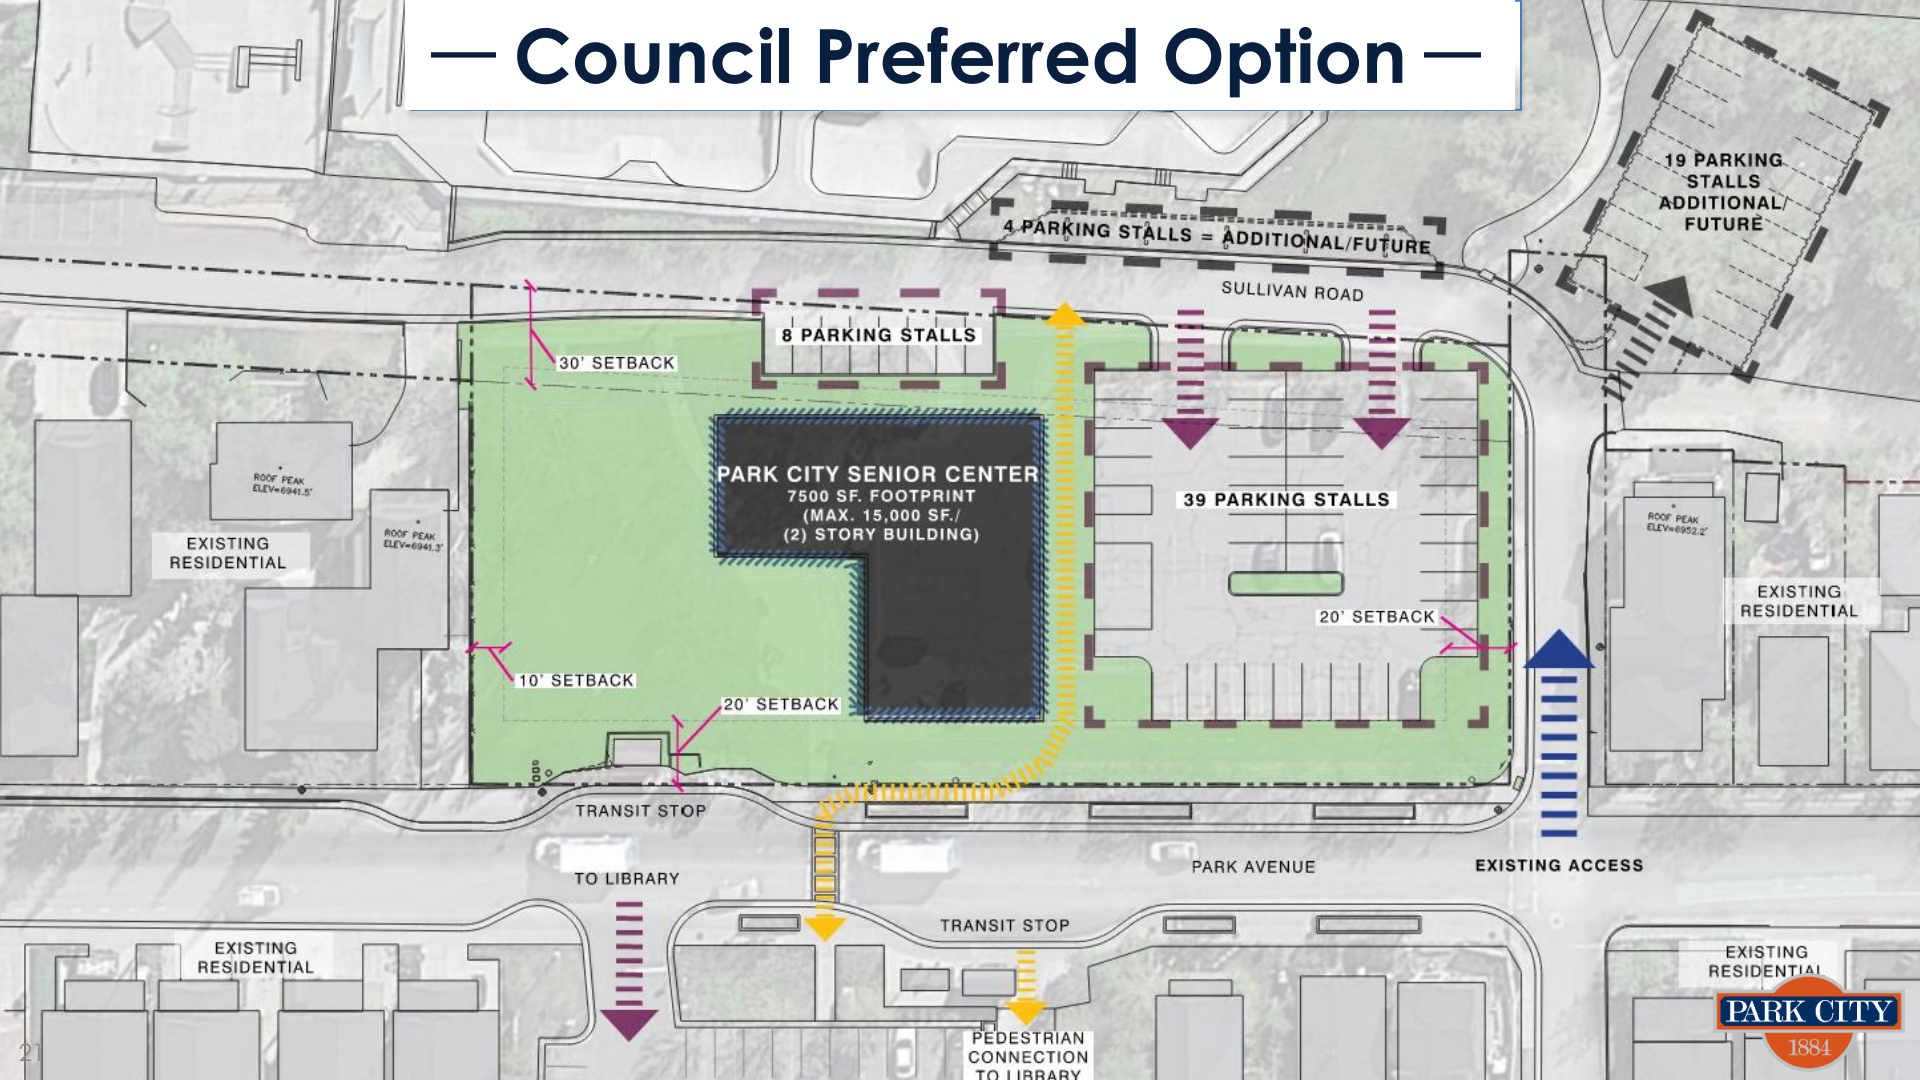 — Council Preferred Option —
19 PARKING
STALLS
ADDITIONAL/
FUTURE
4 PARKING STALLS = ADDITIONAL/FUTURE
SULLIVAN ROAD
8 PARKING STALLS
30' SETBACK
PARK CITY SENIOR CENTER
7500 SF. FOOTPRINT
(MAX. 15,000 SF./
(2) STORY BUILDING)
39 PARKING STALLS
ROOF PEAK
ELEV=6941.5'
ROOF PEAK
ELEV=6941.3'
ROOF PEAK
ELEV=6952.2'
EXISTING
RESIDENTIAL
EXISTING
RESIDENTIAL
20' SETBACK
10' SETBACK
20' SETBACK
TRANSIT STOP
TO LIBRARY
PARK AVENUE
EXISTING ACCESS
TRANSIT STOP
EXISTING
RESIDENTIAL
EXISTING
RESIDENTIAL
PEDESTRIAN
CONNECTION
TO LIBRARY
PARK CITY
1884
21